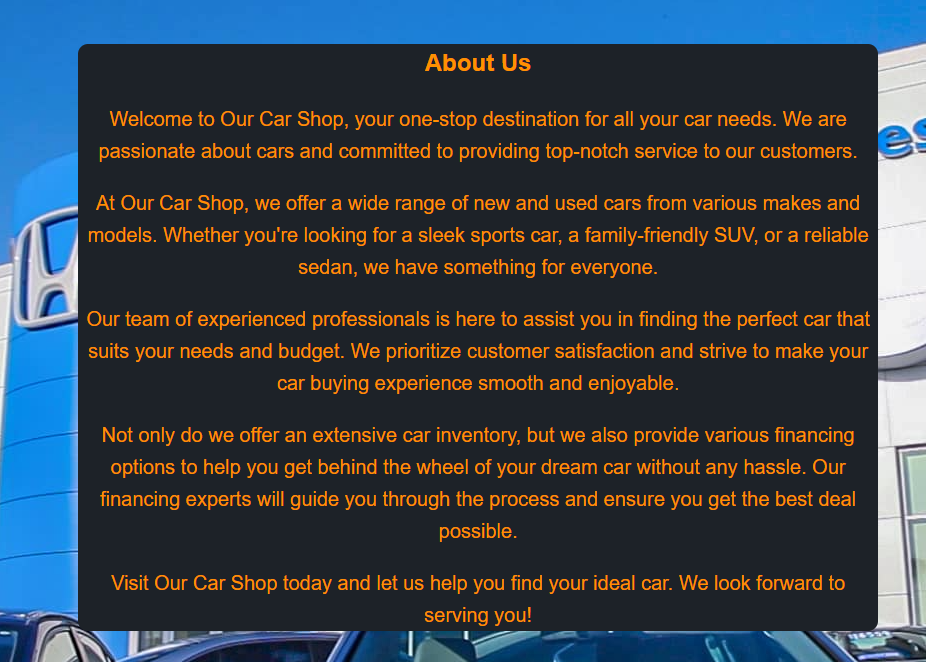 About Us
Welcome to Our Car Shop, your one-stop destination for all your car needs. We are
passionate about cars and committed to providing top-notch service to our customers.
At Our Car Shop, we offer a wide range of new and used cars from various makes and
models. Whether you're looking for a sleek sports car, a family-friendly SUV, or a reliable
sedan, we have something for everyone.
Our team of experienced professionals is here to assist you in finding the perfect car that
suits your needs and budget. We prioritize customer satisfaction and strive to make your
car buying experience smooth and enjoyable.
Not only do we offer an extensive car inventory, but we also provide various financing
options to help you get behind the wheel of your dream car without any hassle. Our
financing experts will guide you through the process and ensure you get the best deal
possible.
Visit Our Car Shop today and let us help you find your ideal car. We look forward to
serving you!